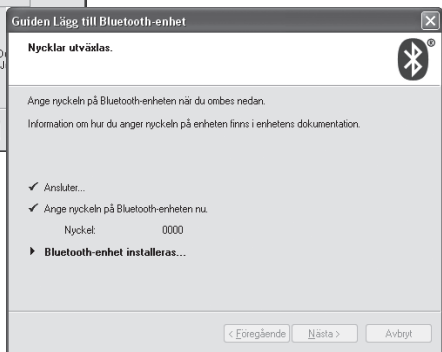 Guiden Lägg till Bluetooth-enhet
Nycklar utväxlas.
Ange nyckeln på Bluetooth-enheten när du ombes nedan.
Information om hur du anger nyckeln på enheten finns i enhetens dokumentation.
Ansluter...
Ange nyckeln på Bluetooth-enheten nu.
Nyckel: 0000
Bluetooth-enhet installeras...
< Föregående Nästa > Avbryt